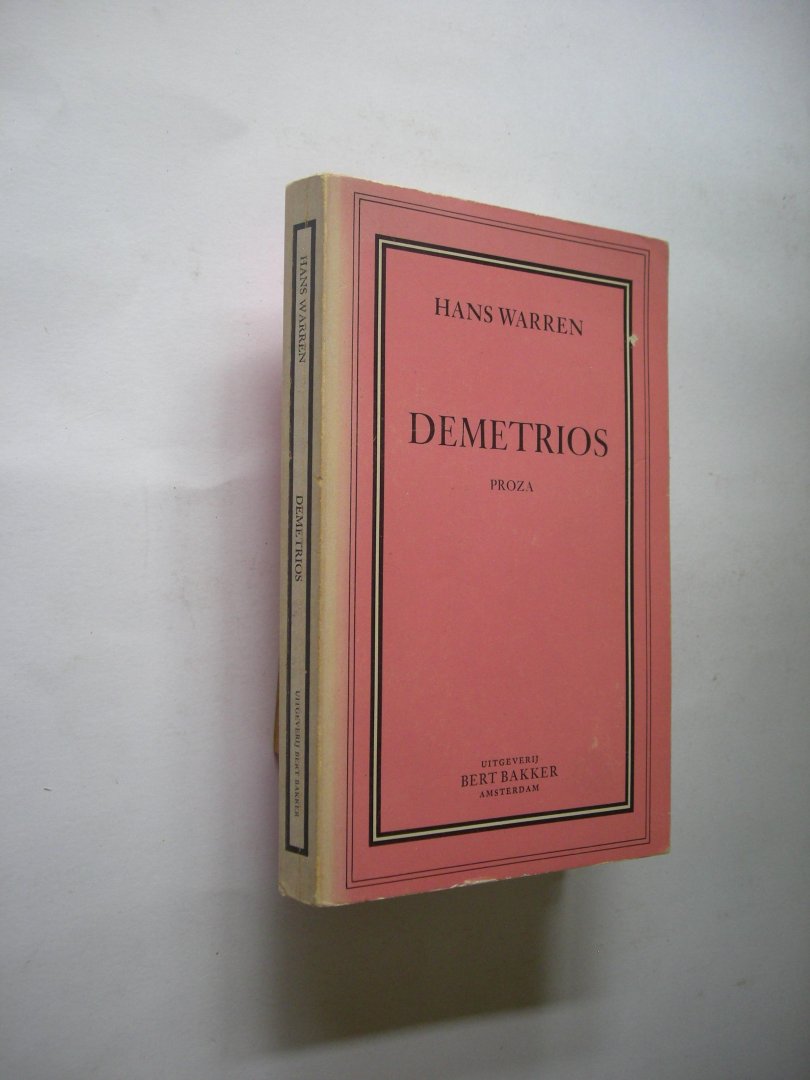 HANS WARREN
DEMETRIOS
PROZA
UITGEVERIJ
BERT BAKKER
AMSTERDAM
HANS WARREN
DEMETRIOS
UITGEVERIJ BERT BAKKER